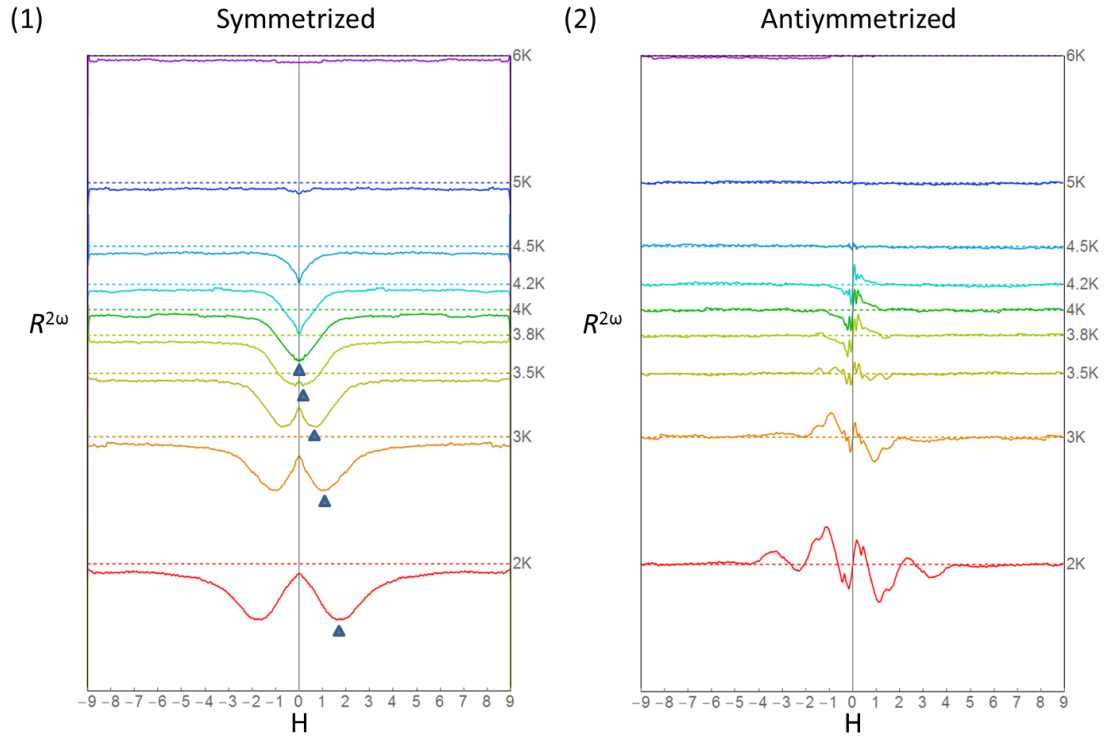 (1)
Symmetrized
6K
5K
4.5K
4.2K
4K
3.8K
3.5K
3K
2K
R2ω
−9 −8 −7 −6 −5 −4 −3 −2 −1 0 1 2 3 4 5 6 7 8 9
H
(2)
Antiymmetrized
6K
5K
4.5K
4.2K
4K
3.8K
3.5K
3K
2K
R2ω
−9 −8 −7 −6 −5 −4 −3 −2 −1 0 1 2 3 4 5 6 7 8 9
H